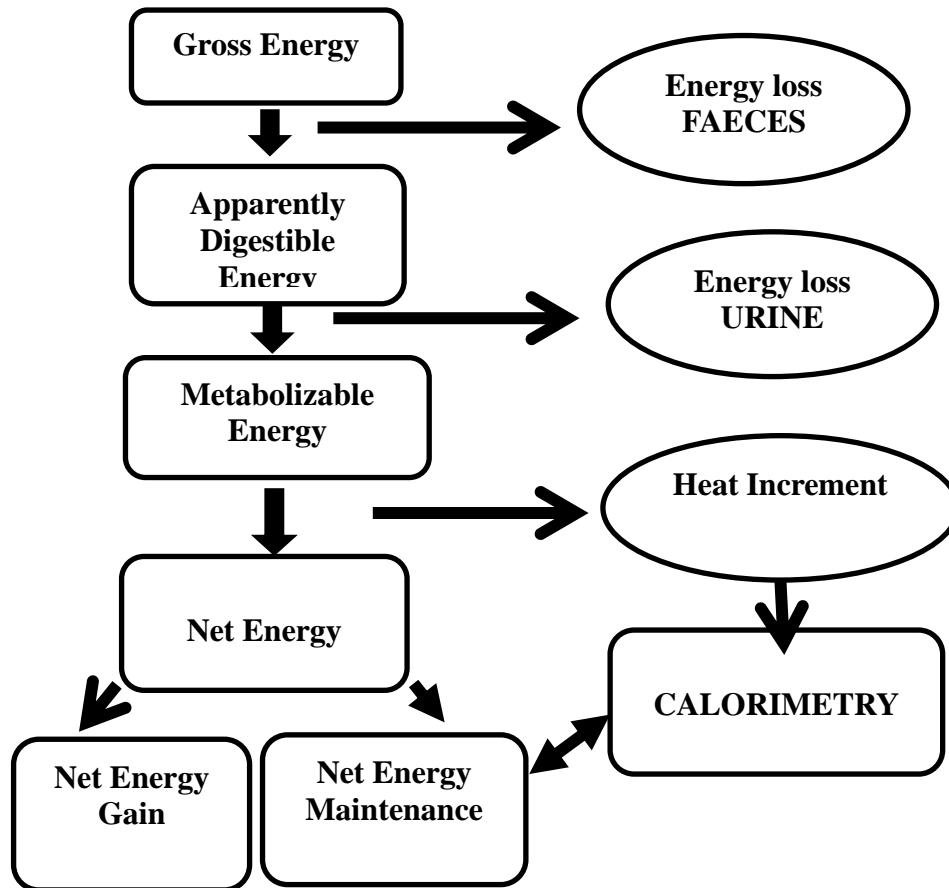 Gross Energy
Energy loss
FAECES
Apparently
Digestible
Energy
Energy loss
URINE
Metabolizable
Energy
Heat Increment
Net Energy
CALORIMETRY
Net Energy
Gain
Net Energy
Maintenance